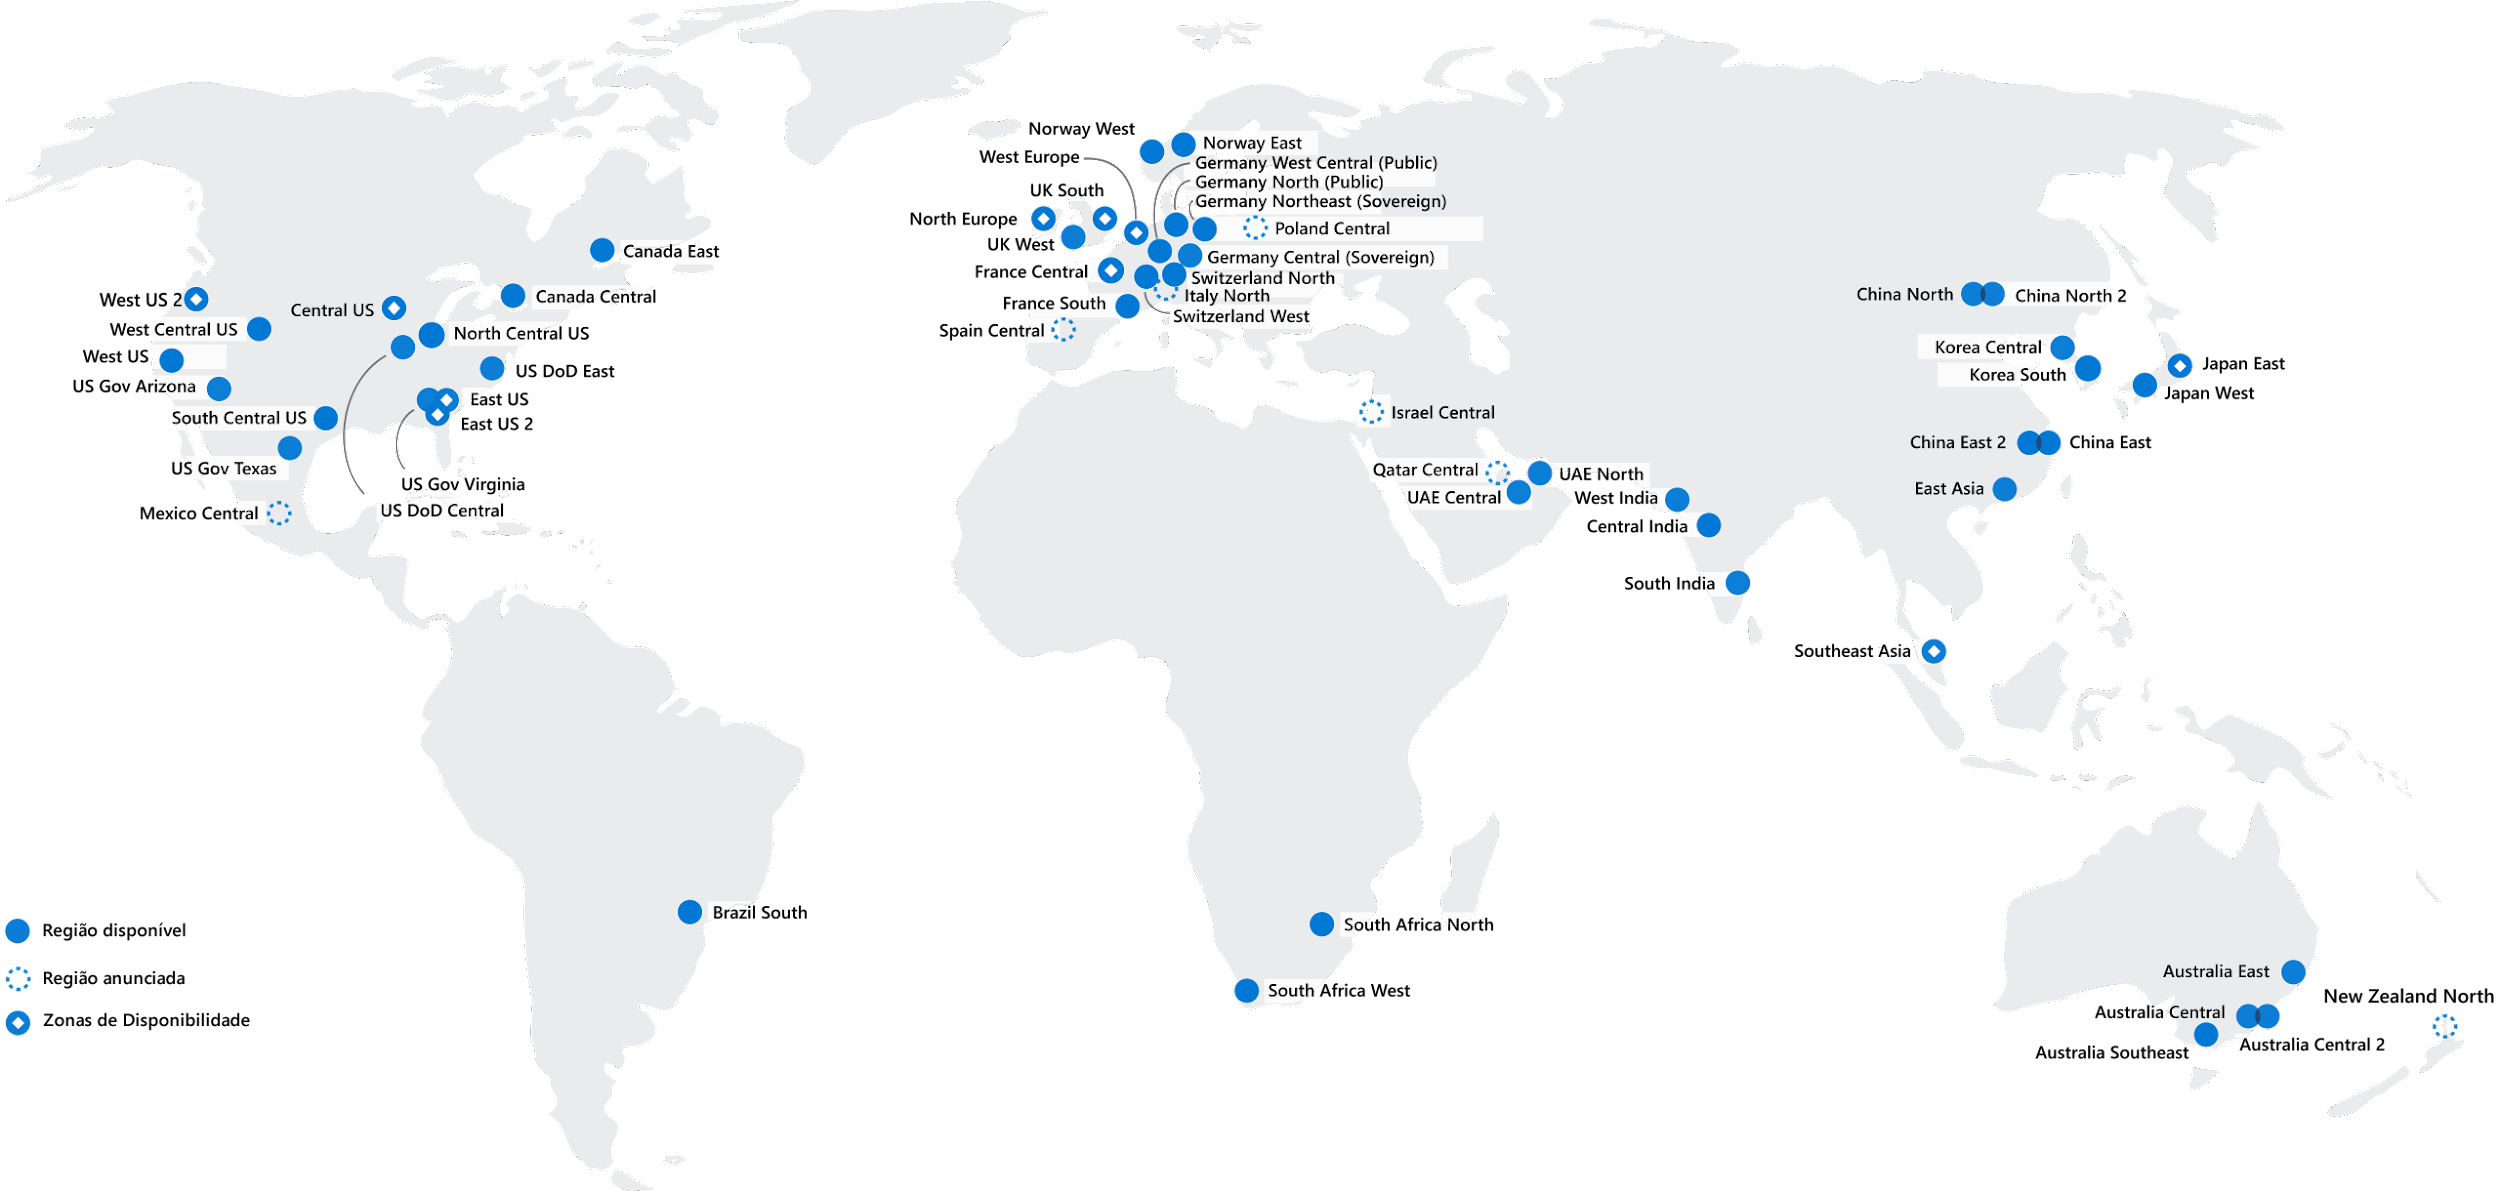 Norway West
Norway East
West Europe
Germany West Central (Public)
Germany North (Public)
UK South
Germany Northeast (Sovereign)
North Europe
Poland Central
UK West
Canada East
Germany Central (Sovereign)
France Central
Switzerland North
Canada Central
Italy North
West US 2
China North
China North 2
Central US
France South
Switzerland West
West Central US
North Central US
Spain Central
Korea Central
West US
Japan East
US DoD East
Korea South
US Gov Arizona
Japan West
East US
South Central US
East US 2
Israel Central
China East 2
China East
US Gov Texas
Qatar Central
UAE North
US Gov Virginia
UAE Central
West India
East Asia
Mexico Central
US DoD Central
Central India
South India
Southeast Asia
Brazil South
South Africa North
Região disponível
Australia East
Região anunciada
South Africa West
New Zealand North
Australia Central
Zonas de Disponibilidade
Australia Central 2
Australia Southeast